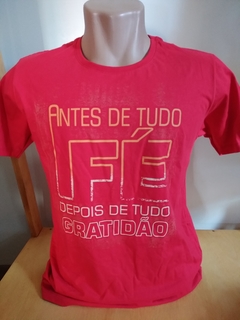 ANTES DE TUDO
FÉ
DEPOIS DE TUDO
GRATIDÃO